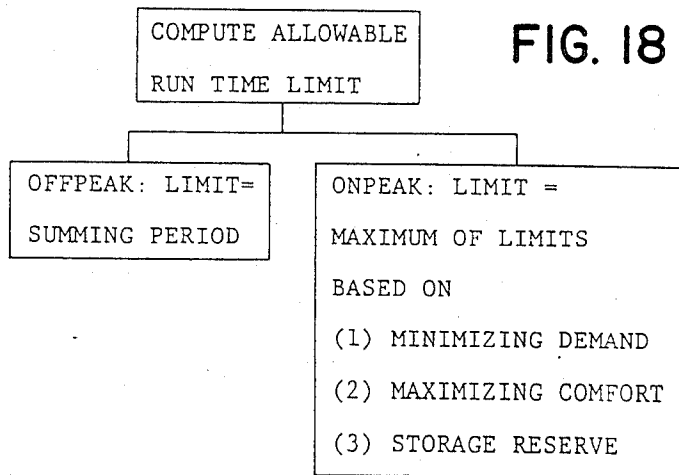 COMPUTE ALLOWABLE
RUN TIME LIMIT
FIG. 18
OFFPEAK: LIMIT=
SUMMING PERIOD
ONPEAK: LIMIT =
MAXIMUM OF LIMITS
BASED ON
(1) MINIMIZING DEMAND
(2) MAXIMIZING COMFORT
(3) STORAGE RESERVE